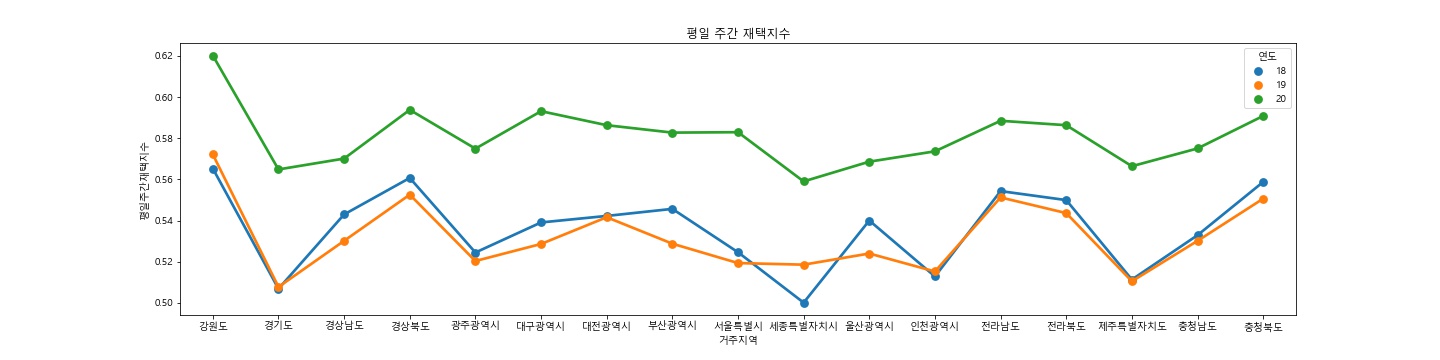 평일 주간 재택지수
연도
18
19
20
평일주간재택지수
0.62
0.60
0.58
0.56
0.54
0.52
0.50
강원도 경기도 경상남도 경상북도 광주광역시 대구광역시 대전광역시 부산광역시 서울특별시 세종특별자치시 울산광역시 인천광역시 전라남도 전라북도 제주특별자치도 충청남도 충청북도
거주지역